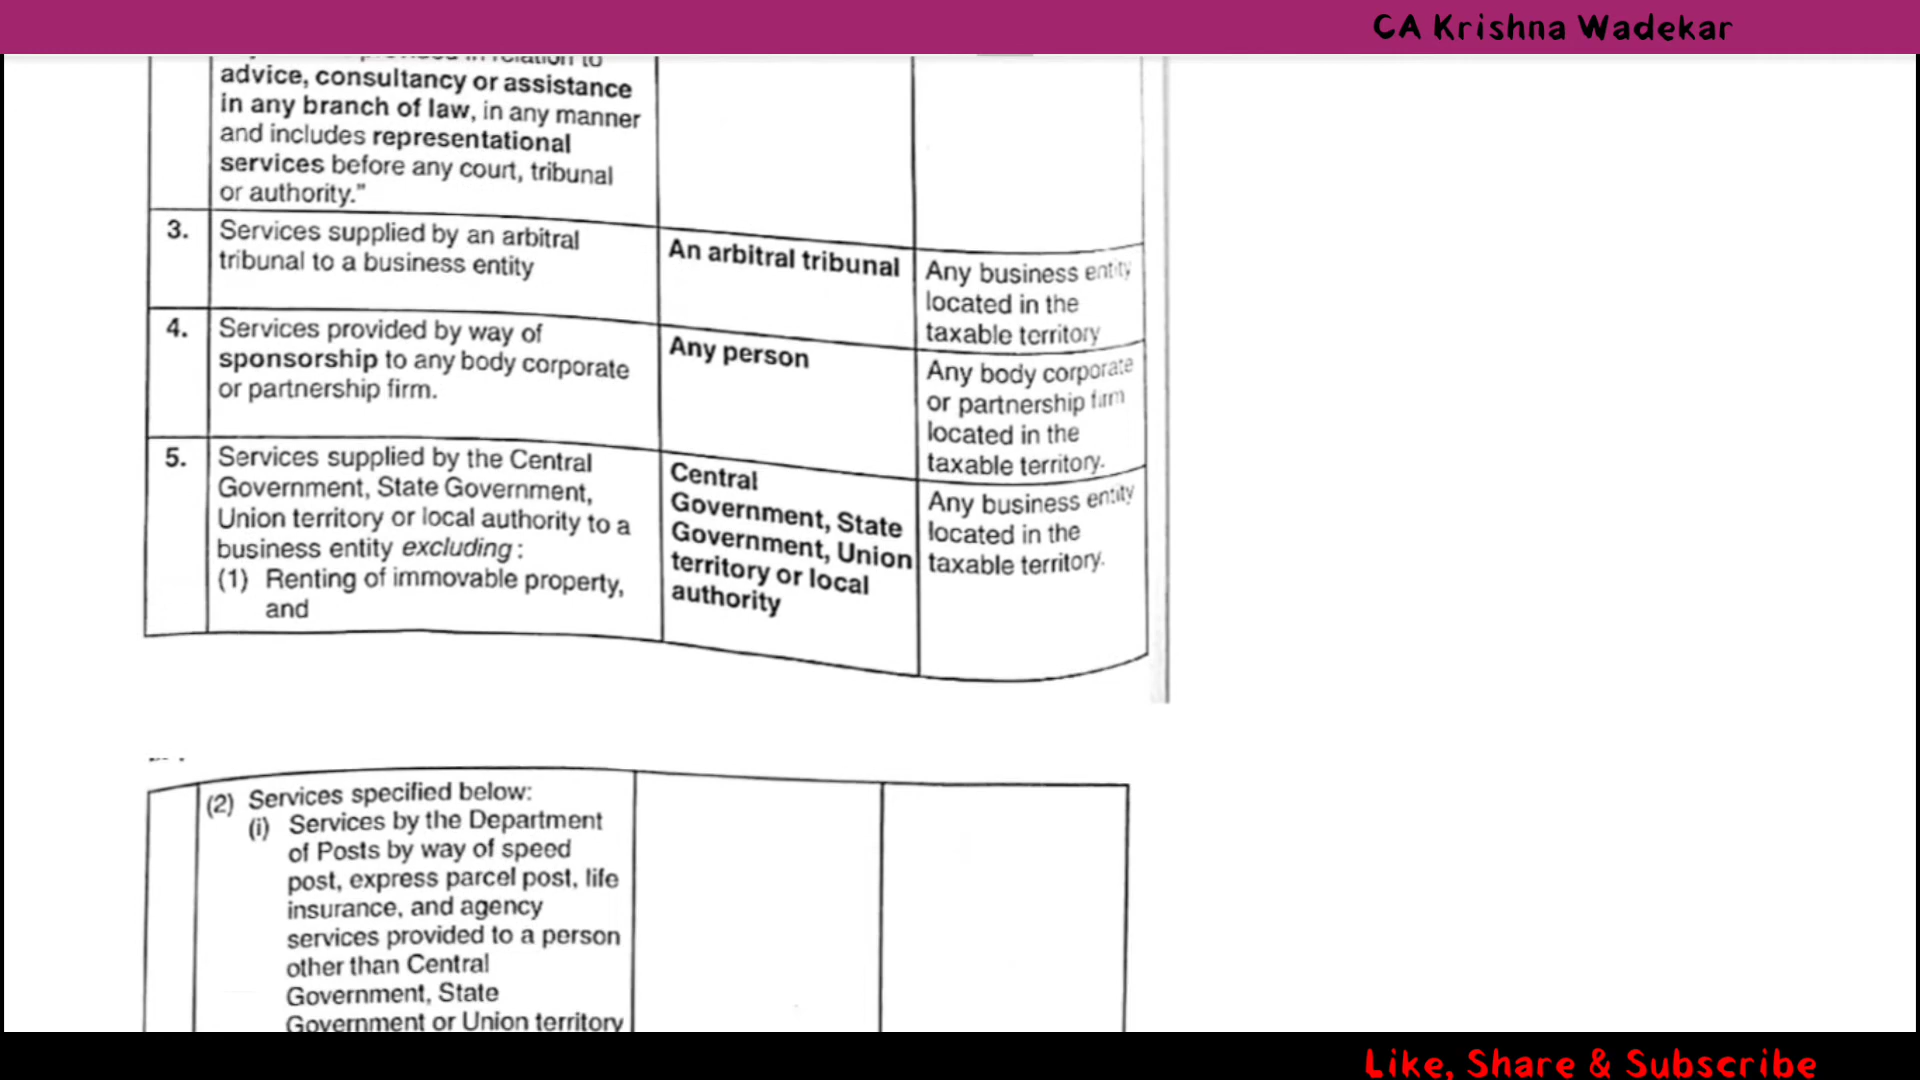 CA Krishna Wadekar
in relation to
advice, consultancy or assistance
in any branch of law, in any manner
and includes representational
services before any court, tribunal
or authority."
3.
Services supplied by an arbitral
tribunal to a business entity
An arbitral tribunal
Any business entity
located in the
taxable territory
4.
Services provided by way of
sponsorship to any body corporate
or partnership firm.
Any person
Any body corporate
or partnership firm
located in the
taxable territory.
5.
Services supplied by the Central
Government, State Government,
Union territory or local authority to a
business entity excluding:
(1) Renting of immovable property,
and
Central
Government, State
Government, Union
territory or local
authority
Any business entity
located in the
taxable territory.
(2) Services specified below:
(i) Services by the Department
of Posts by way of speed
post, express parcel post, life
insurance, and agency
services provided to a person
other than Central
Government, State
Government or Union territory
Like, Share & Subscribe